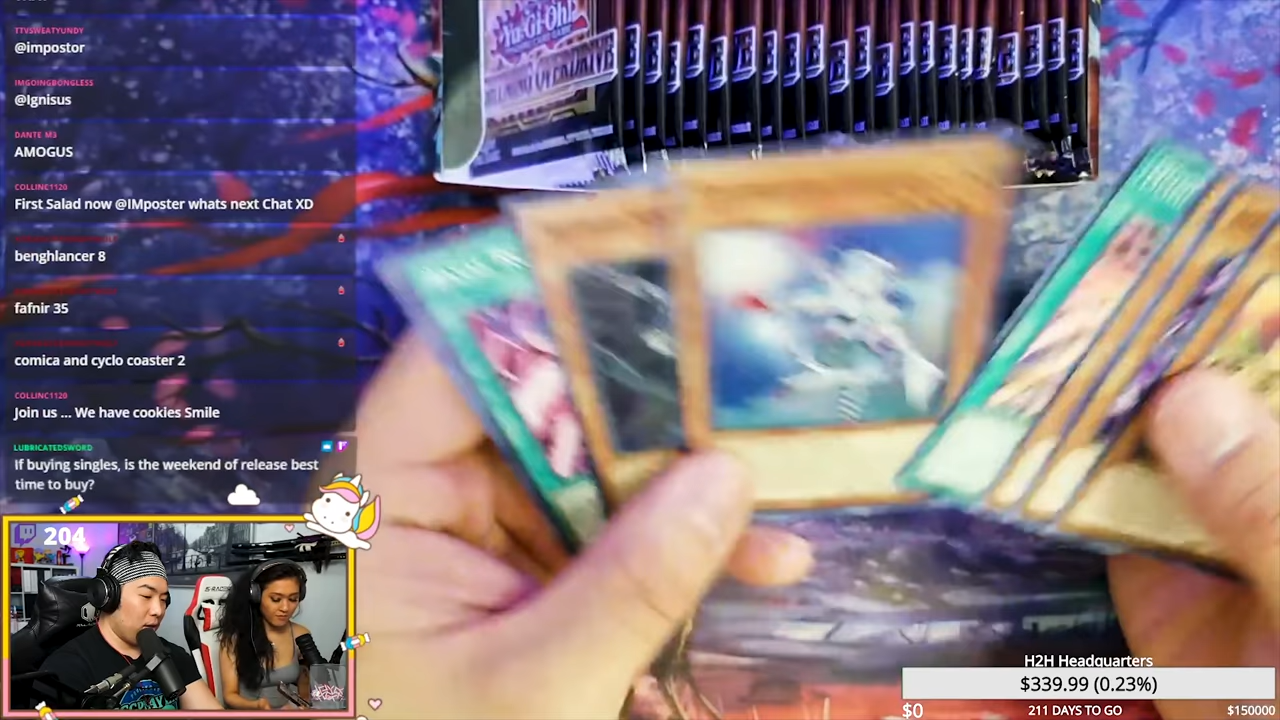 TTVSWEATYUNDY
@impostor
IMGOINGBONGLESS
@Ignisus
DANTE M3
AMOGUS
COLLINC1120
First Salad now @IMposter whats next Chat XD
benghlancer 8
fafnir 35
comica and cyclo coaster 2
COLLINC1120
Join us ... We have cookies Smile
LUBRICATEDSWORD
If buying singles, is the weekend of release best
time to buy?
204
Yu-Gi-Oh!
OVERDRIVE
H2H Headquarters
$339.99 (0.23%)
$0
211 DAYS TO GO
$150000